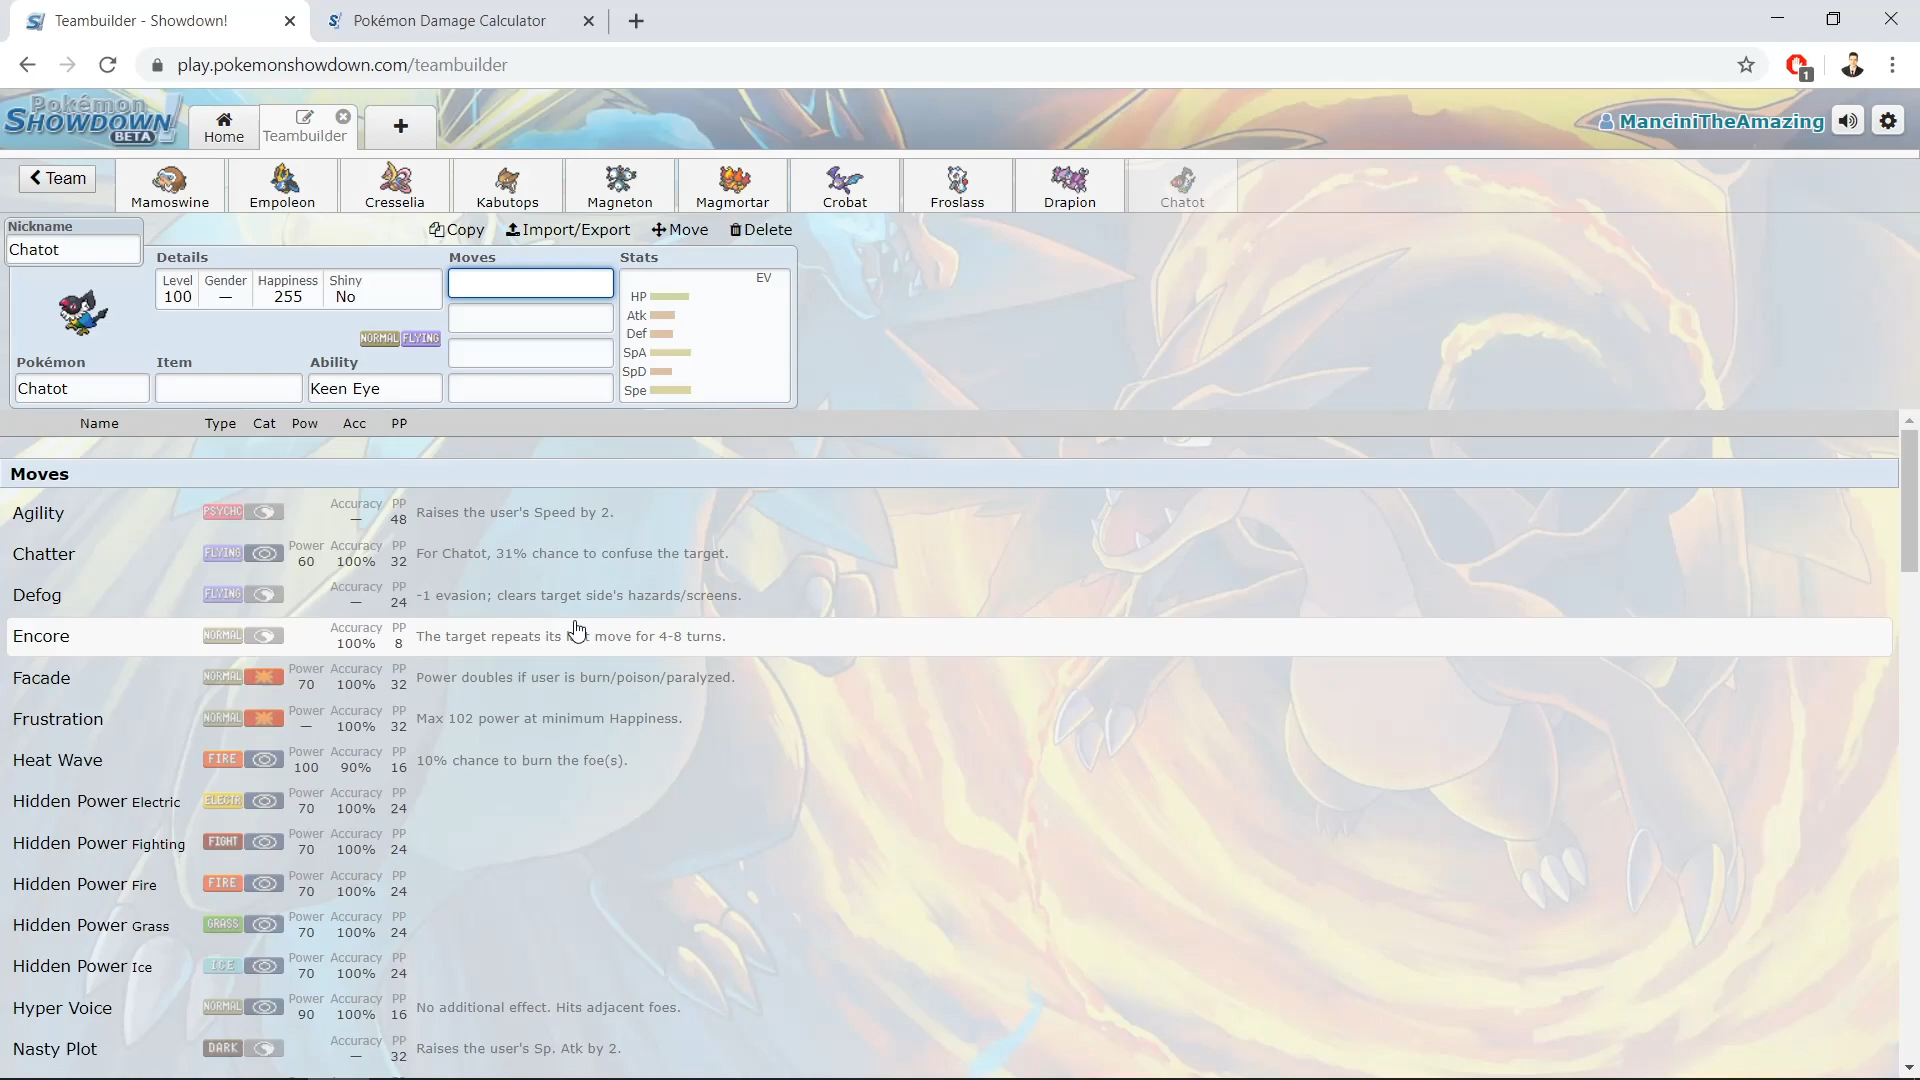 Teambuilder - Showdown!
Pokémon Damage Calculator
play.pokemonshowdown.com/teambuilder
1
Pokémon
SHOWDOWN
BETA
Home
Teambuilder
ManciniTheAmazing
Team
Mamoswine
Empoleon
Cresselia
Kabutops
Magneton
Magmortar
Crobat
Froslass
Drapion
Chatot
Nickname
Chatot
Copy Import/Export Move Delete
Details
Moves
Stats
Level Gender Happiness Shiny
100 — 255 No
EV
HP
Atk
Def
SpA
SpD
Spe
NORMAL FLYING
Pokémon
Item
Ability
Chatot
Keen Eye
Name Type Cat Pow Acc PP
Moves
Agility PSYCHC Accuracy — PP 48 Raises the user's Speed by 2.
Chatter FLYING Power 60 Accuracy 100% PP 32 For Chatot, 31% chance to confuse the target.
Defog FLYING Accuracy — PP 24 -1 evasion; clears target side's hazards/screens.
Encore NORMAL Accuracy 100% PP 8 The target repeats its move for 4-8 turns.
Facade NORMAL Power 70 Accuracy 100% PP 32 Power doubles if user is burn/poison/paralyzed.
Frustration NORMAL Power — Accuracy 100% PP 32 Max 102 power at minimum Happiness.
Heat Wave FIRE Power 100 Accuracy 90% PP 16 10% chance to burn the foe(s).
Hidden Power Electric ELECTR Power 70 Accuracy 100% PP 24
Hidden Power Fighting FIGHT Power 70 Accuracy 100% PP 24
Hidden Power Fire FIRE Power 70 Accuracy 100% PP 24
Hidden Power Grass GRASS Power 70 Accuracy 100% PP 24
Hidden Power Ice ICE Power 70 Accuracy 100% PP 24
Hyper Voice NORMAL Power 90 Accuracy 100% PP 16 No additional effect. Hits adjacent foes.
Nasty Plot DARK Accuracy — PP 32 Raises the user's Sp. Atk by 2.